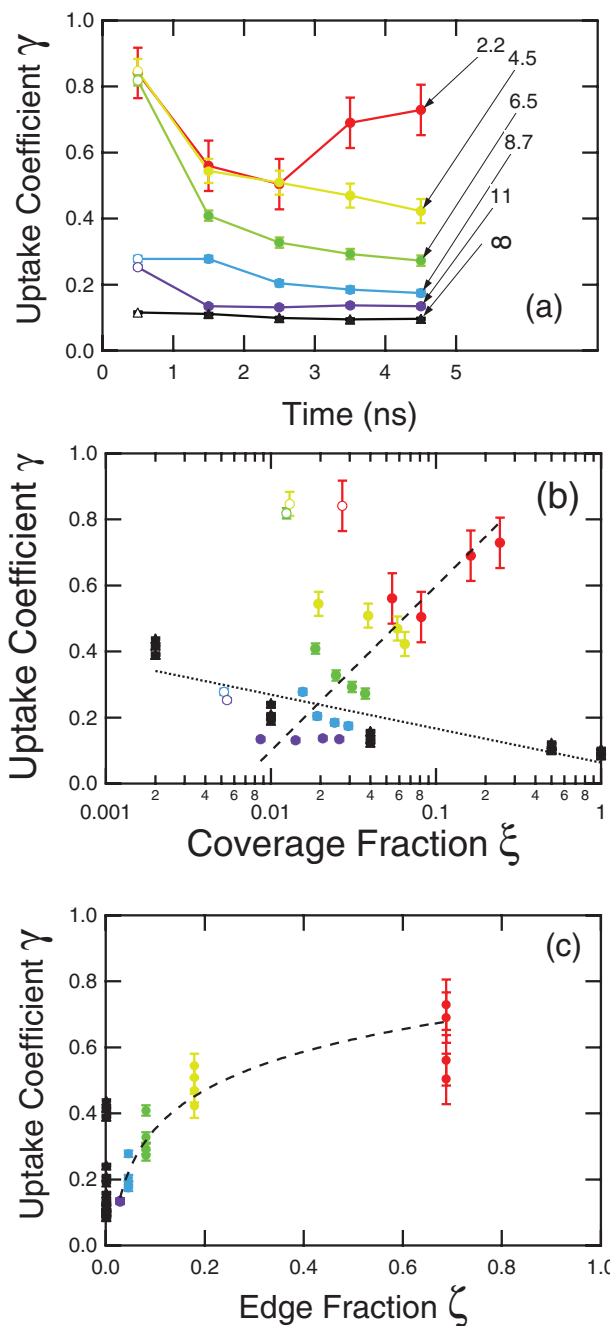 1.0
0.8
0.6
0.4
0.2
0.0
Uptake Coefficient γ
2.2
4.5
6.5
8.7
11
∞
(a)
0 1 2 3 4 5
Time (ns)
1.0
0.8
0.6
0.4
0.2
0.0
Uptake Coefficient γ
(b)
2 4 6 8 2 4 6 8 2 4 6 8
0.001 0.01 0.1 1
Coverage Fraction ξ
1.0
0.8
0.6
0.4
0.2
0.0
Uptake Coefficient γ
(c)
0.0 0.2 0.4 0.6 0.8 1.0
Edge Fraction ζ